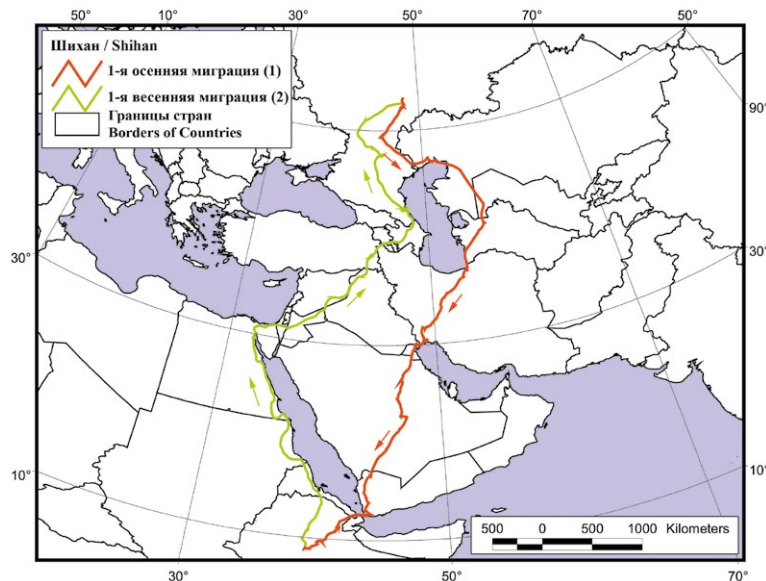 50° 10° 30° 50° 70° 50°
Шихан / Shihan
1-я осенняя миграция (1)
1-я весенняя миграция (2)
Границы стран
Borders of Countries
90°
30° 30°
10° 10°
500 0 500 1000 Kilometers
30° 50° 70°